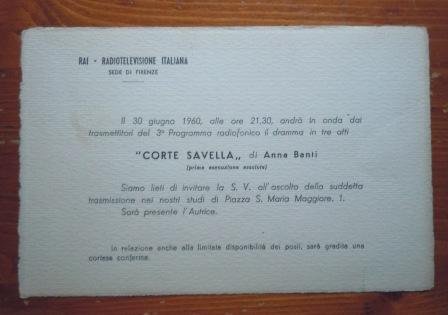 RAI - RADIOTELEVISIONE ITALIANA
SEDE DI FIRENZE
Il 30 giugno 1960, alle ore 21,30, andrà in onda dai
trasmettitori del 3° Programma radiofonico il dramma in tre atti
"CORTE SAVELLA„ di Anna Banti
(prima esecuzione assoluta)
Siamo lieti di invitare la S. V. all'ascolto della suddetta
trasmissione nei nostri studi di Piazza S. Maria Maggiore, 1.
Sarà presente l'Autrice.
In relazione anche alla limitata disponibilità dei posti, sarà gradita una
cortese conferma.